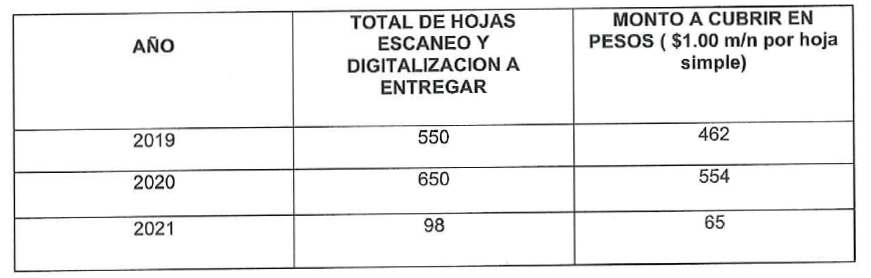 AÑO
TOTAL DE HOJAS
ESCANEO Y
DIGITALIZACION A
ENTREGAR
MONTO A CUBRIR EN
PESOS ( $1.00 m/n por hoja
simple)
2019 550 462
2020 650 554
2021 98 65